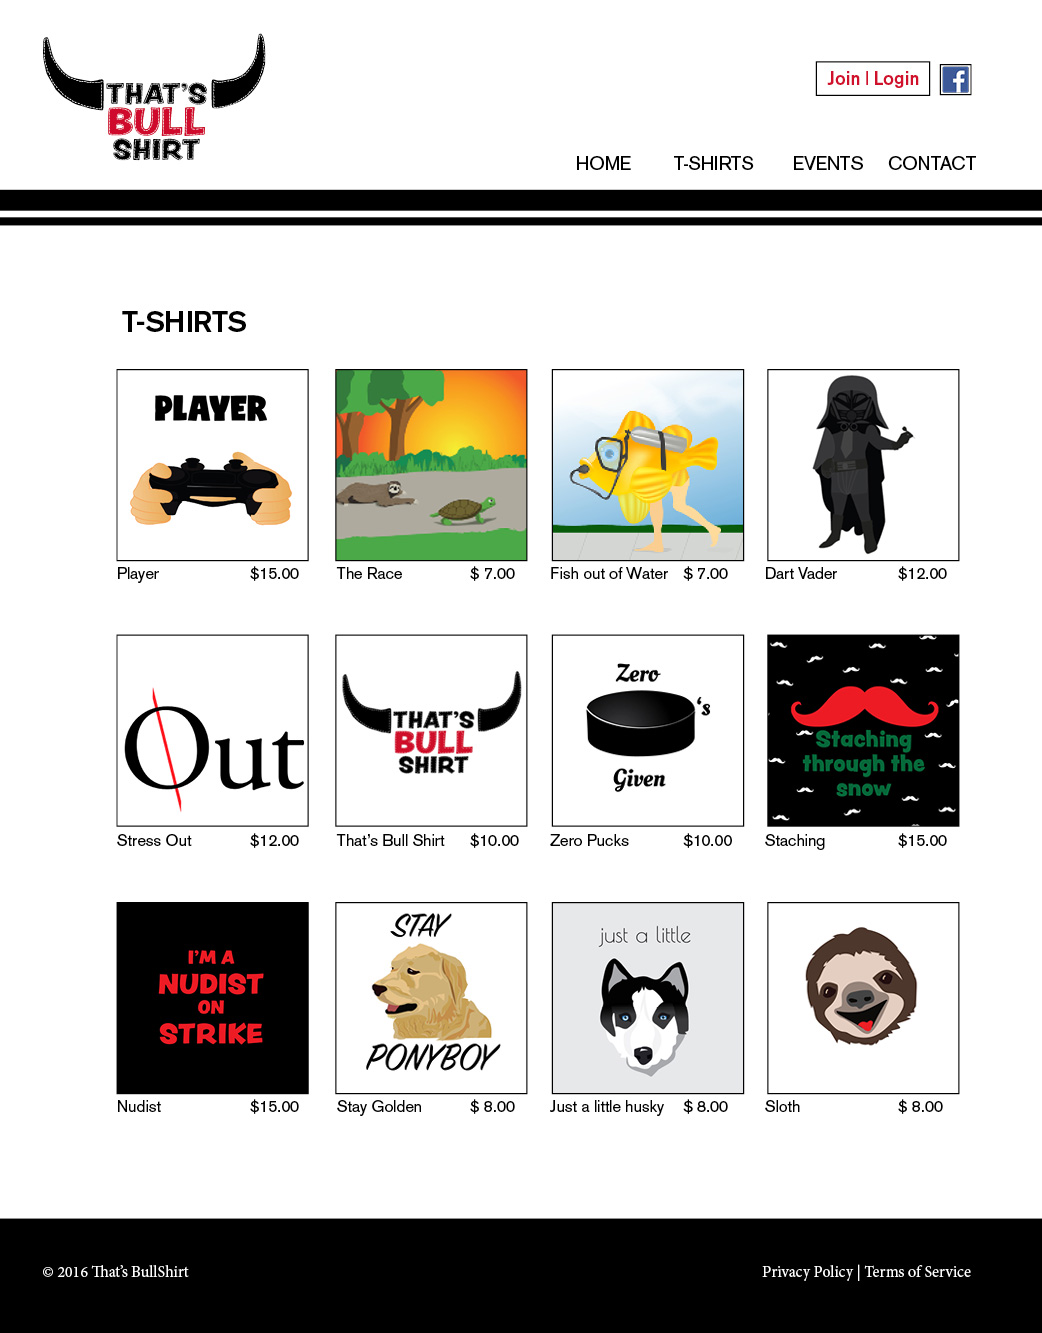 THAT'S
BULL
SHIRT
Join | Login
HOME T-SHIRTS EVENTS CONTACT
T-SHIRTS
PLAYER
Player $15.00
The Race $ 7.00
Fish out of Water $ 7.00
Dart Vader $12.00
Out
Stress Out $12.00
THAT'S
BULL
SHIRT
That's Bull Shirt $10.00
Zero
's
Given
Zero Pucks $10.00
Staching
through the
snow
Staching $15.00
I'M A
NUDIST
ON
STRIKE
Nudist $15.00
STAY
PONYBOY
Stay Golden $ 8.00
just a little
Just a little husky $ 8.00
Sloth $ 8.00
© 2016 That's BullShirt
Privacy Policy | Terms of Service